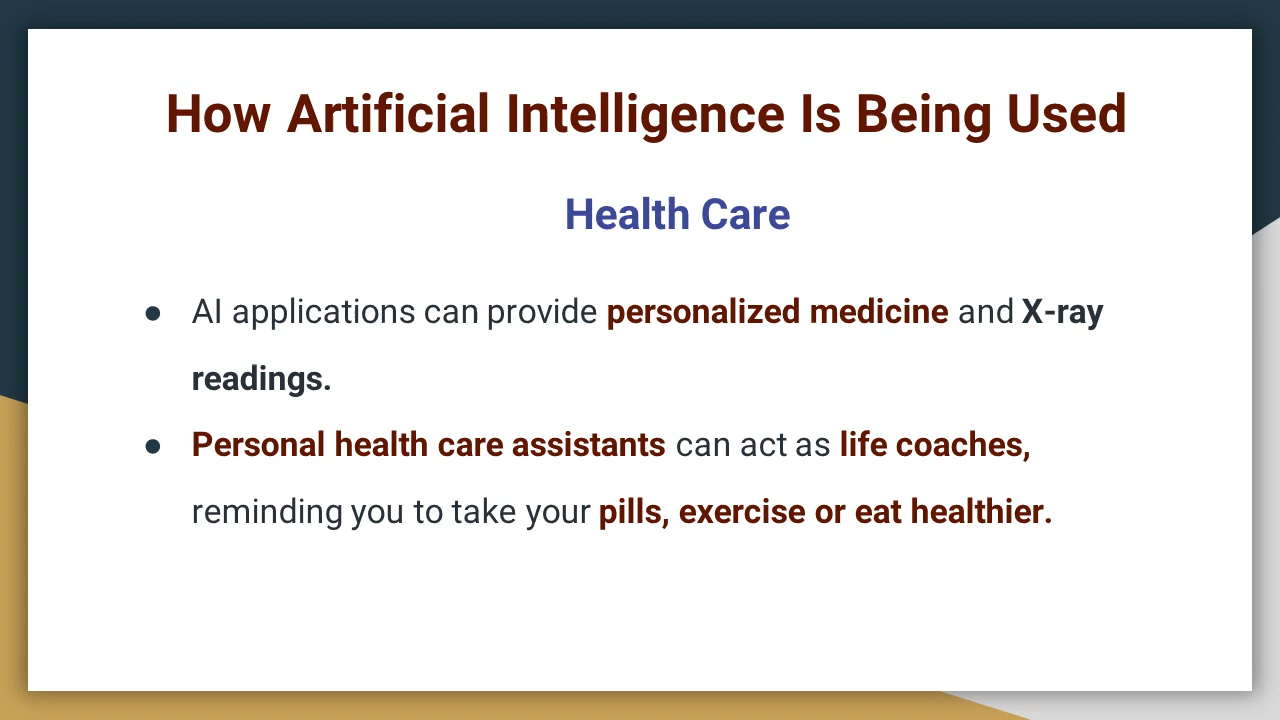 How Artificial Intelligence Is Being Used
Health Care
● AI applications can provide personalized medicine and X-ray
readings.
● Personal health care assistants can act as life coaches,
reminding you to take your pills, exercise or eat healthier.